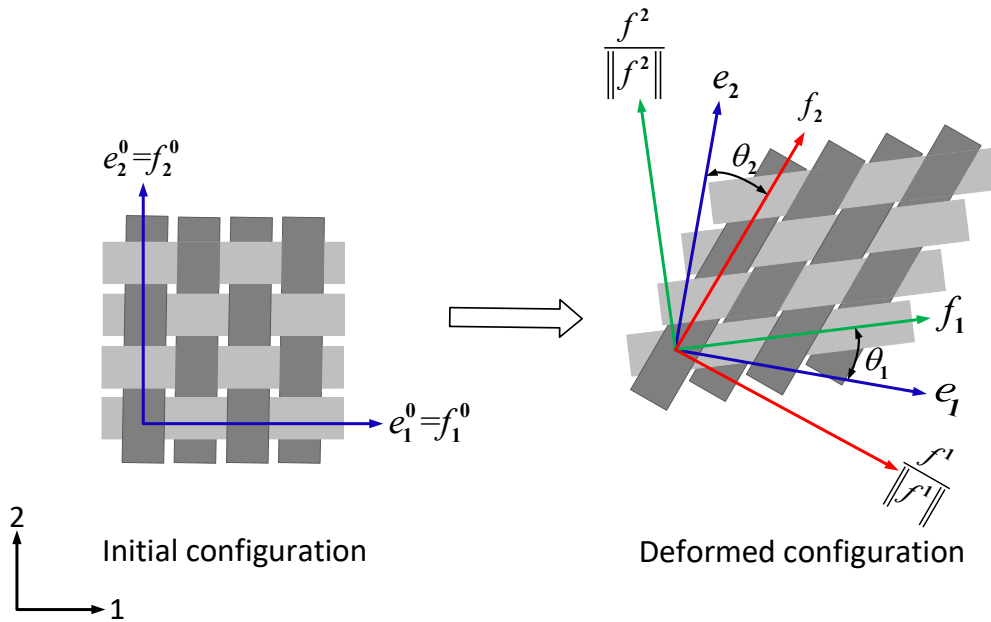 e₂⁰=f₂⁰
e₁⁰=f₁⁰
2
1
Initial configuration
f²
‖f²‖
e₂
f₂
θ₂
f₁
θ₁
e₁
f¹
‖f¹‖
Deformed configuration